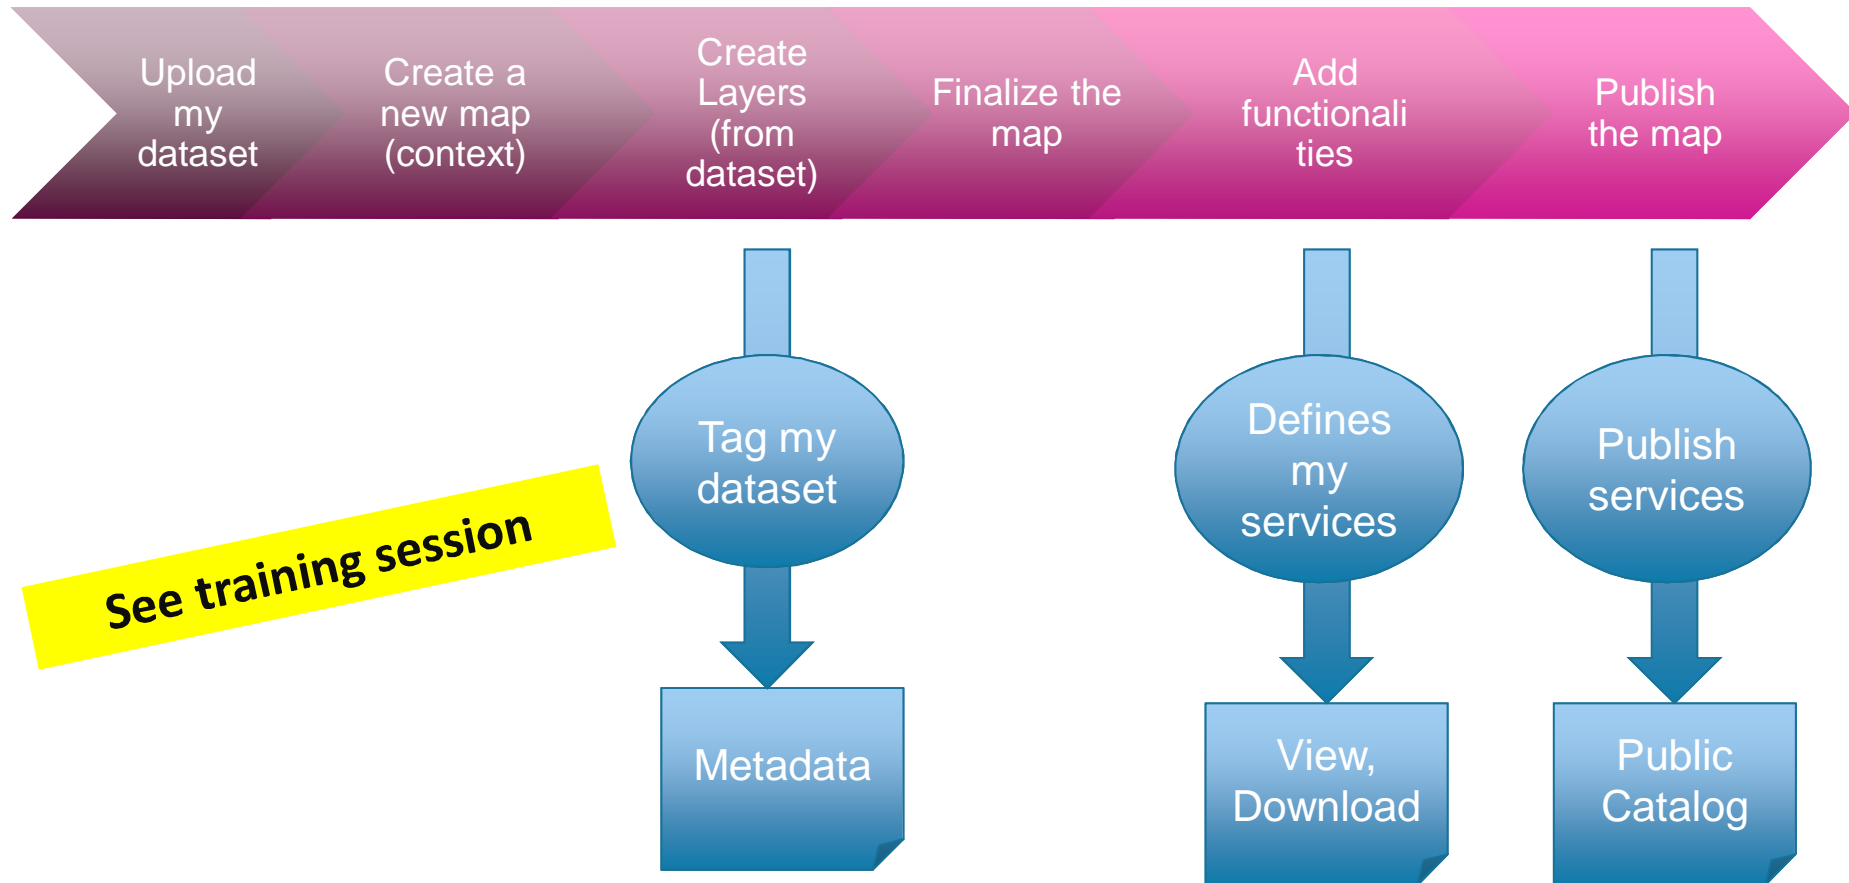 Upload
my
dataset
Create a
new map
(context)
Create
Layers
(from
dataset)
Finalize the
map
Add
functionali
ties
Publish
the map
Tag my
dataset
Defines
my
services
Publish
services
See training session
Metadata
View,
Download
Public
Catalog